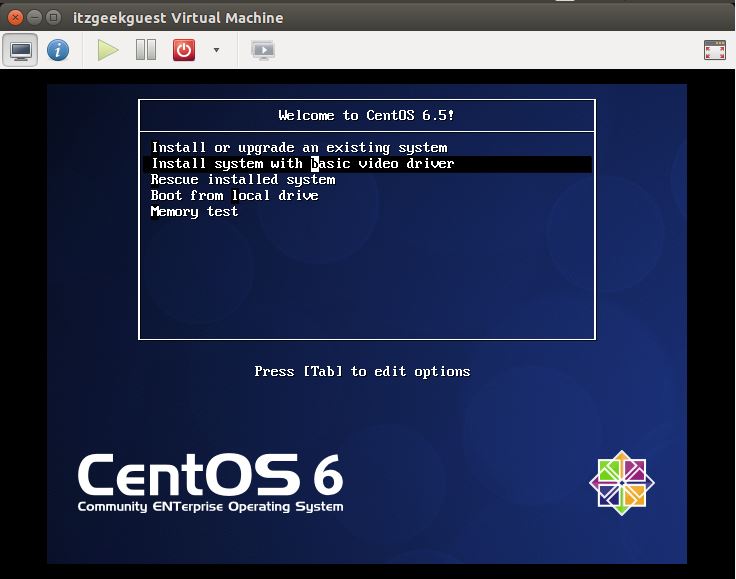 itzgeekguest Virtual Machine
Welcome to CentOS 6.5!
Install or upgrade an existing system
Install system with basic video driver
Rescue installed system
Boot from local drive
Memory test
Press [Tab] to edit options
CentOS 6
Community ENTerprise Operating System